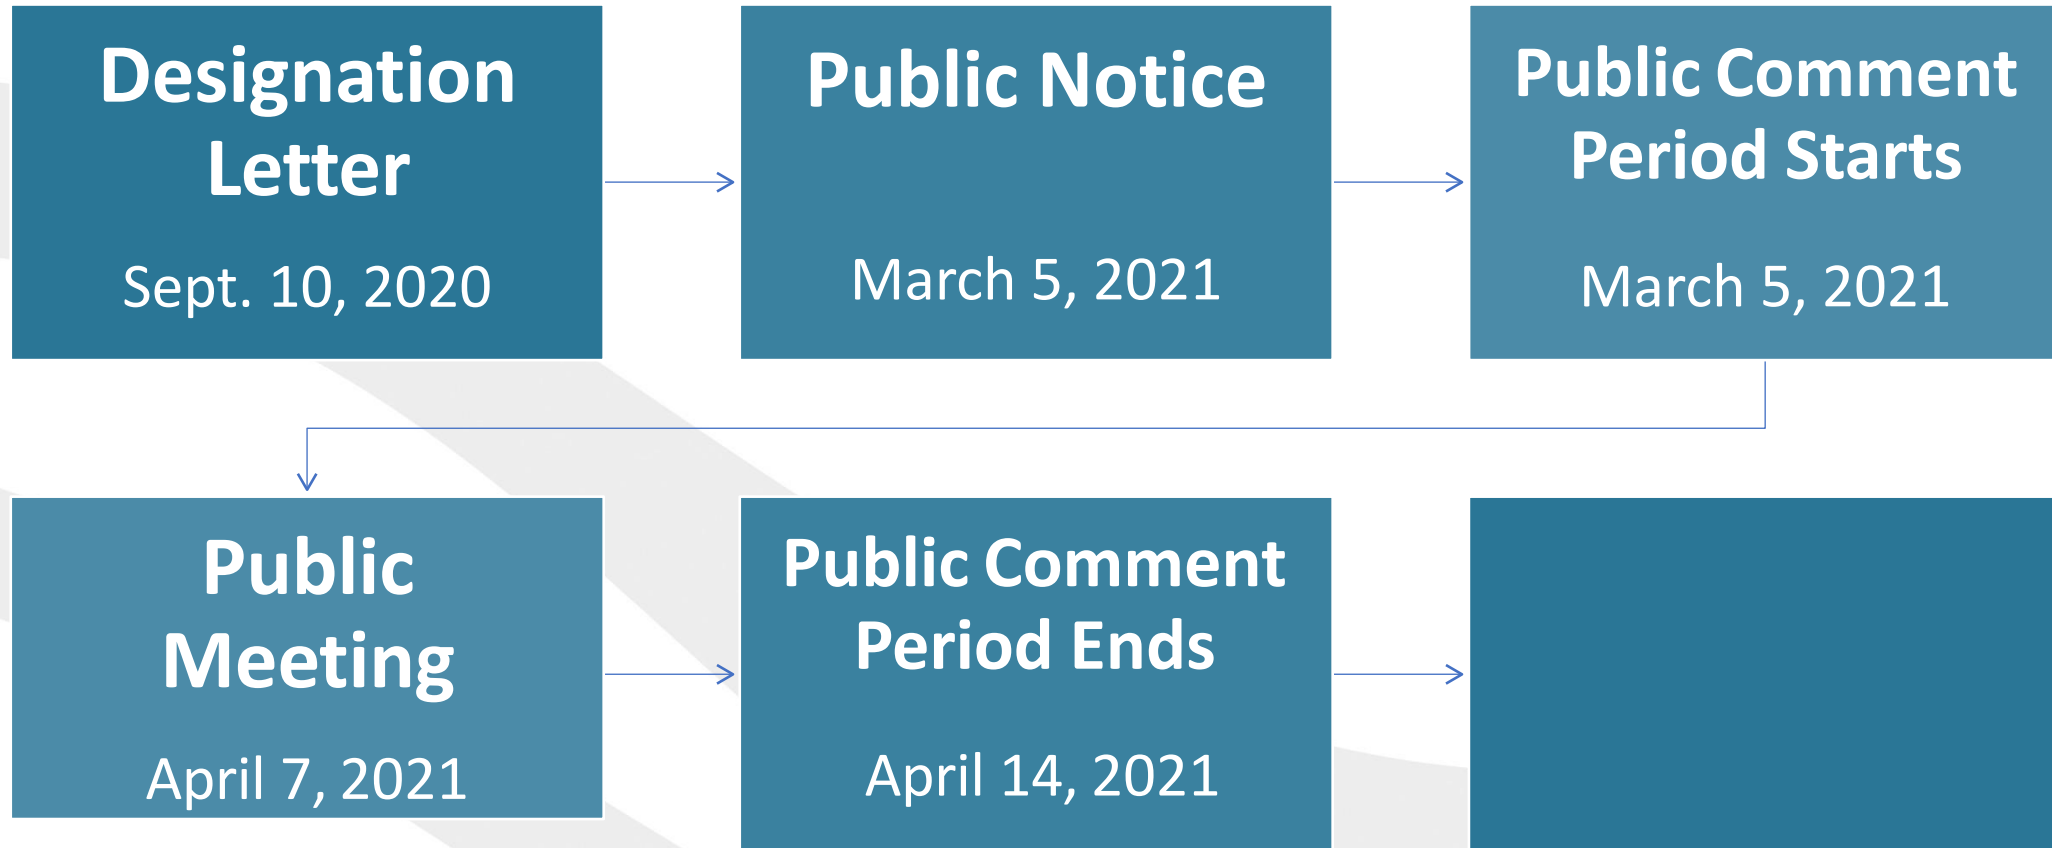 Designation
Letter
Sept. 10, 2020
Public Notice
March 5, 2021
Public Comment
Period Starts
March 5, 2021
Public
Meeting
April 7, 2021
Public Comment
Period Ends
April 14, 2021